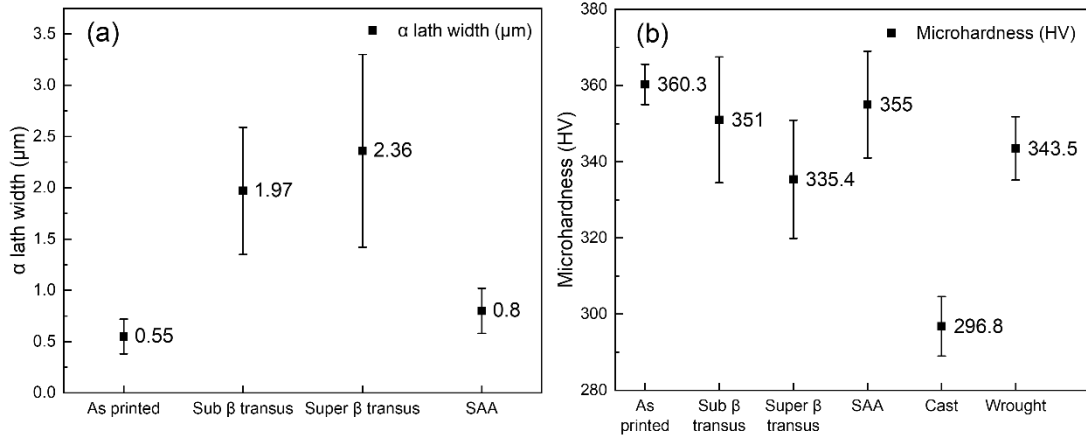 (a)
α lath width (μm)
α lath width (μm)
3.5
3.0
2.5
2.0
1.5
1.0
0.5
0.0
0.55
1.97
2.36
0.8
As printed
Sub β transus
Super β transus
SAA
(b)
Microhardness (HV)
Microhardness (HV)
380
360
340
320
300
280
360.3
351
335.4
355
296.8
343.5
As
printed
Sub β
transus
Super β
transus
SAA
Cast
Wrought